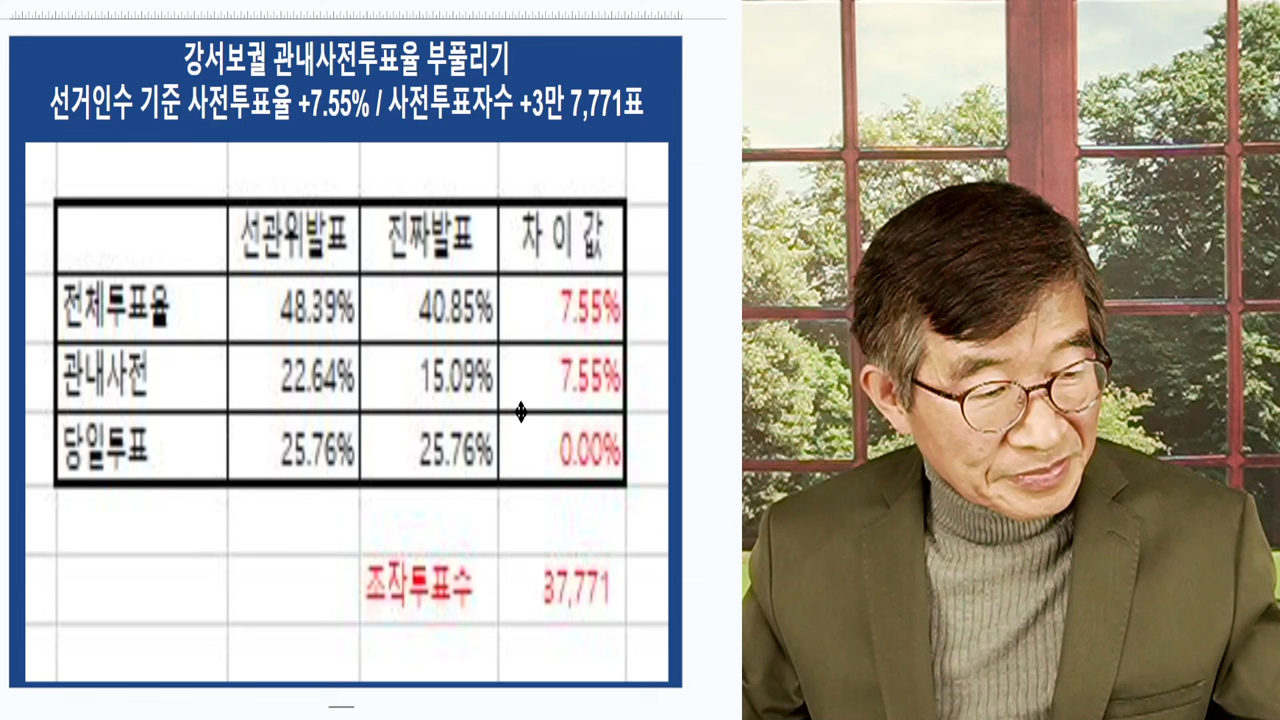 강서보궐 관내사전투표율 부풀리기
선거인수 기준 사전투표율 +7.55% / 사전투표자수 +3만 7,771표
선관위발표 진짜발표 차 이 값
전체투표율 48.39% 40.85% 7.55%
관내사전 22.64% 15.09% 7.55%
당일투표 25.76% 25.76% 0.00%
조작투표수 37,771